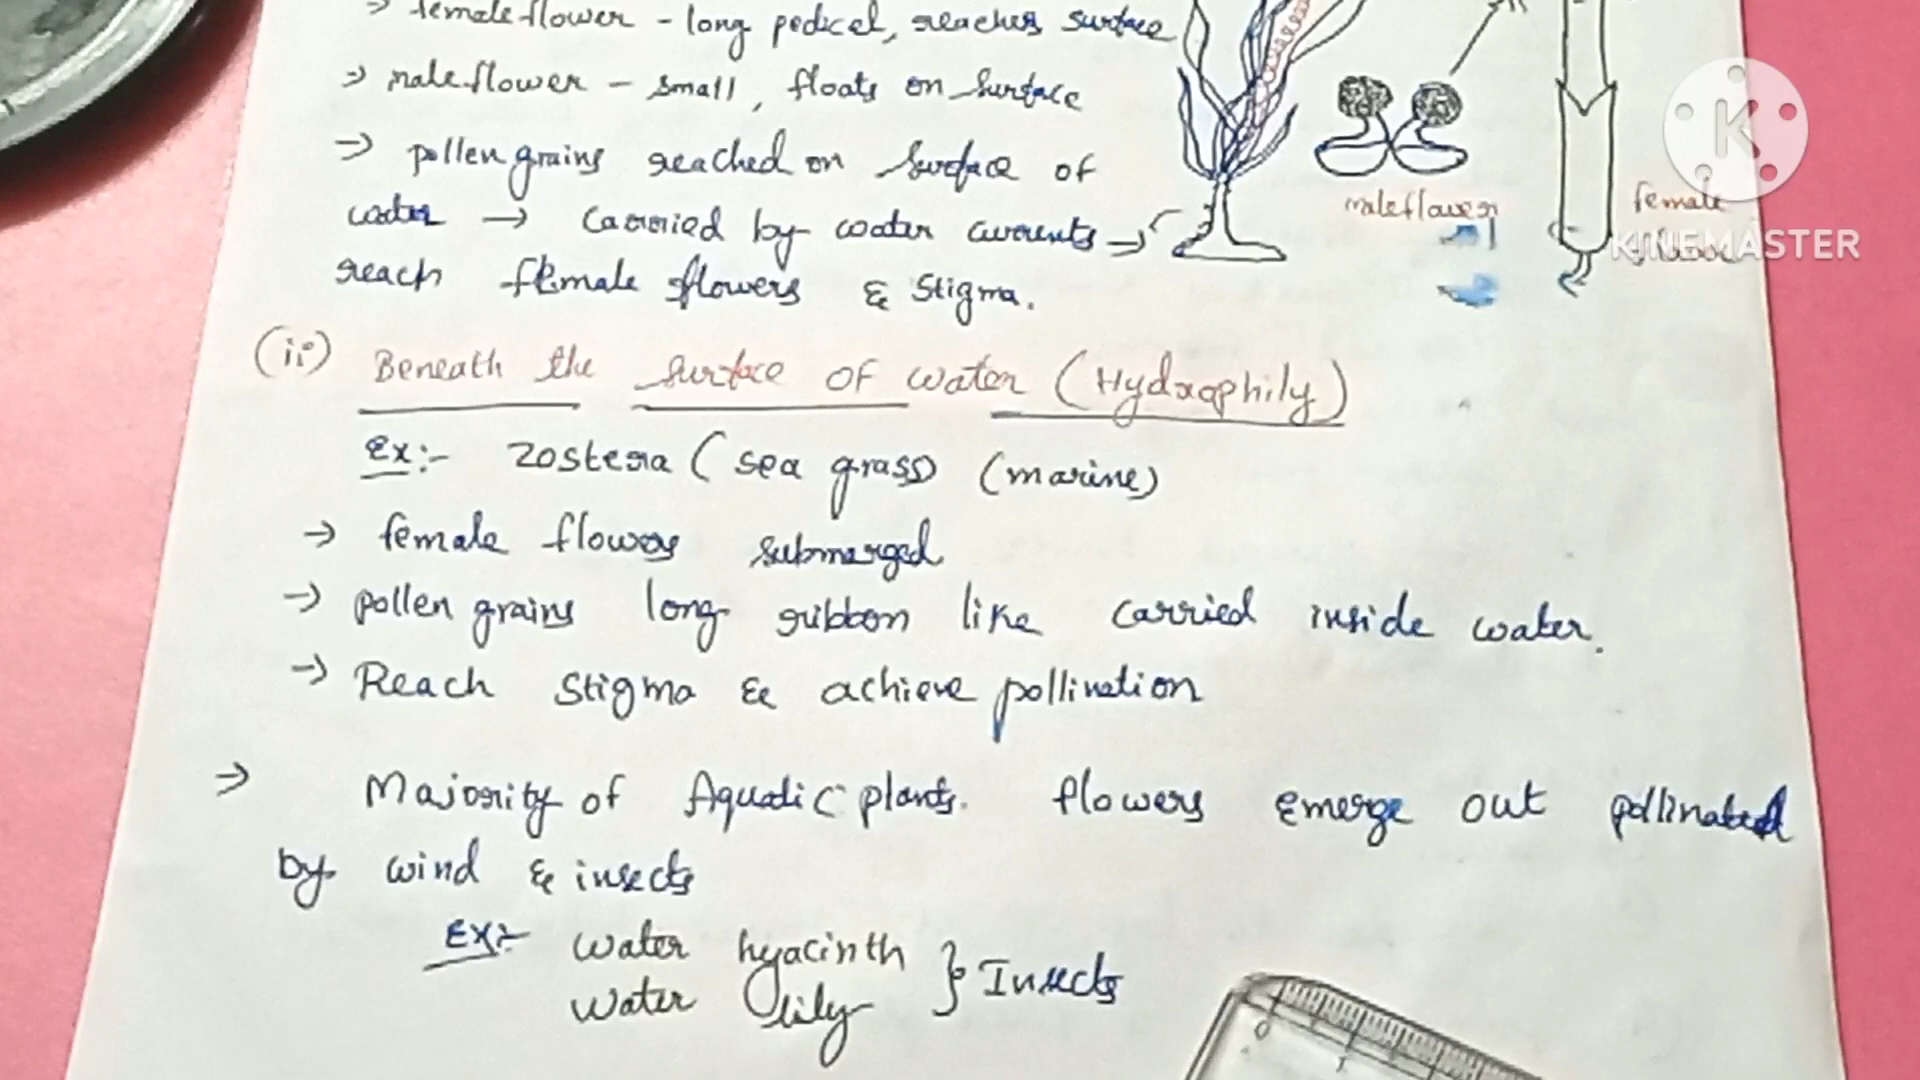 ⇒ female flower - long pedical, reaches surface
⇒ male flower - small, floats on surface
→ pollen grains reached on surface of
water → carried by water currents →
reach female flowers & stigma.
male flower
female
flower
KINEMASTER
(ii) Beneath the surface OF water (Hydrophily)
Ex:- Zostera (sea grass) (marine)
→ female flowers submerged
→ pollen grains long ribbon like carried inside water.
→ Reach stigma & achieve pollination
⇒ Majority of Aquatic plants. flowers emerge out pollinated
by wind & insects
Ex:- water hyacinth
water lily } Insects